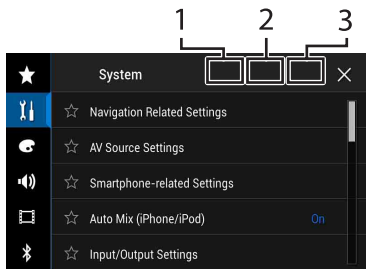 1 2 3
System
Navigation Related Settings
AV Source Settings
Smartphone-related Settings
Auto Mix (iPhone/iPod) On
Input/Output Settings